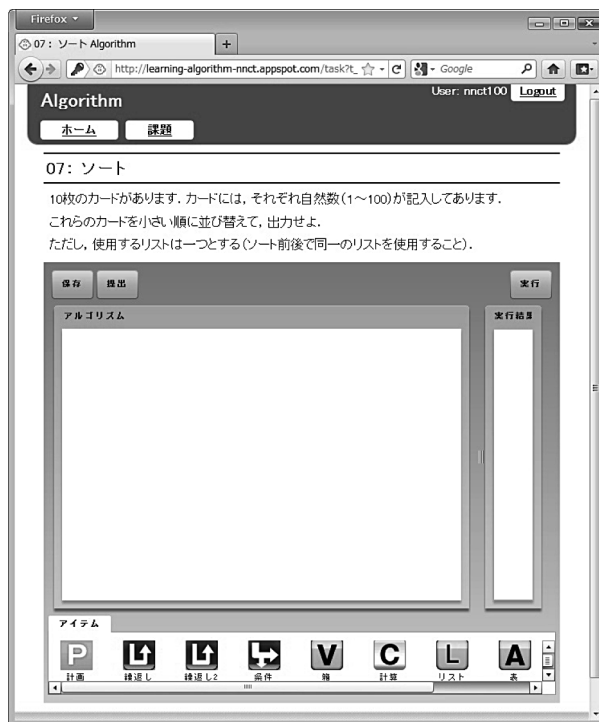 Firefox
07: ソート Algorithm
http://learning-algorithm-nnct.appspot.com/task?t_
Google
Algorithm
User: nnct100 Logout
ホーム 課題
07: ソート
10枚のカードがあります. カードには, それぞれ自然数(1~100)が記入してあります.
これらのカードを小さい順に並び替えて, 出力せよ.
ただし, 使用するリストは一つとする(ソート前後で同一のリストを使用すること).
保存 提出 実行
アルゴリズム 実行結果
アイテム
P L L V C L A
計画 繰返し 繰返し2 条件 箱 計算 リスト 表